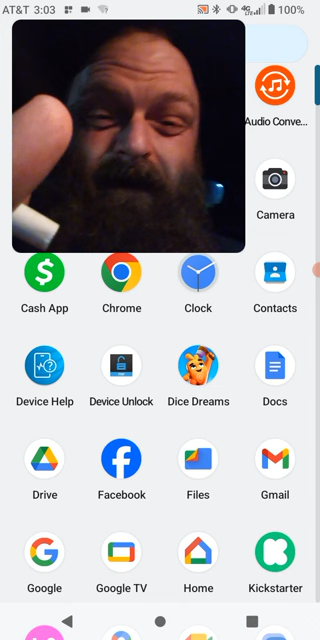 AT&T 3:03 4G 100%
Audio Conve...
Camera
Cash App Chrome Clock Contacts
Device Help Device Unlock Dice Dreams Docs
Drive Facebook Files Gmail
Google Google TV Home Kickstarter